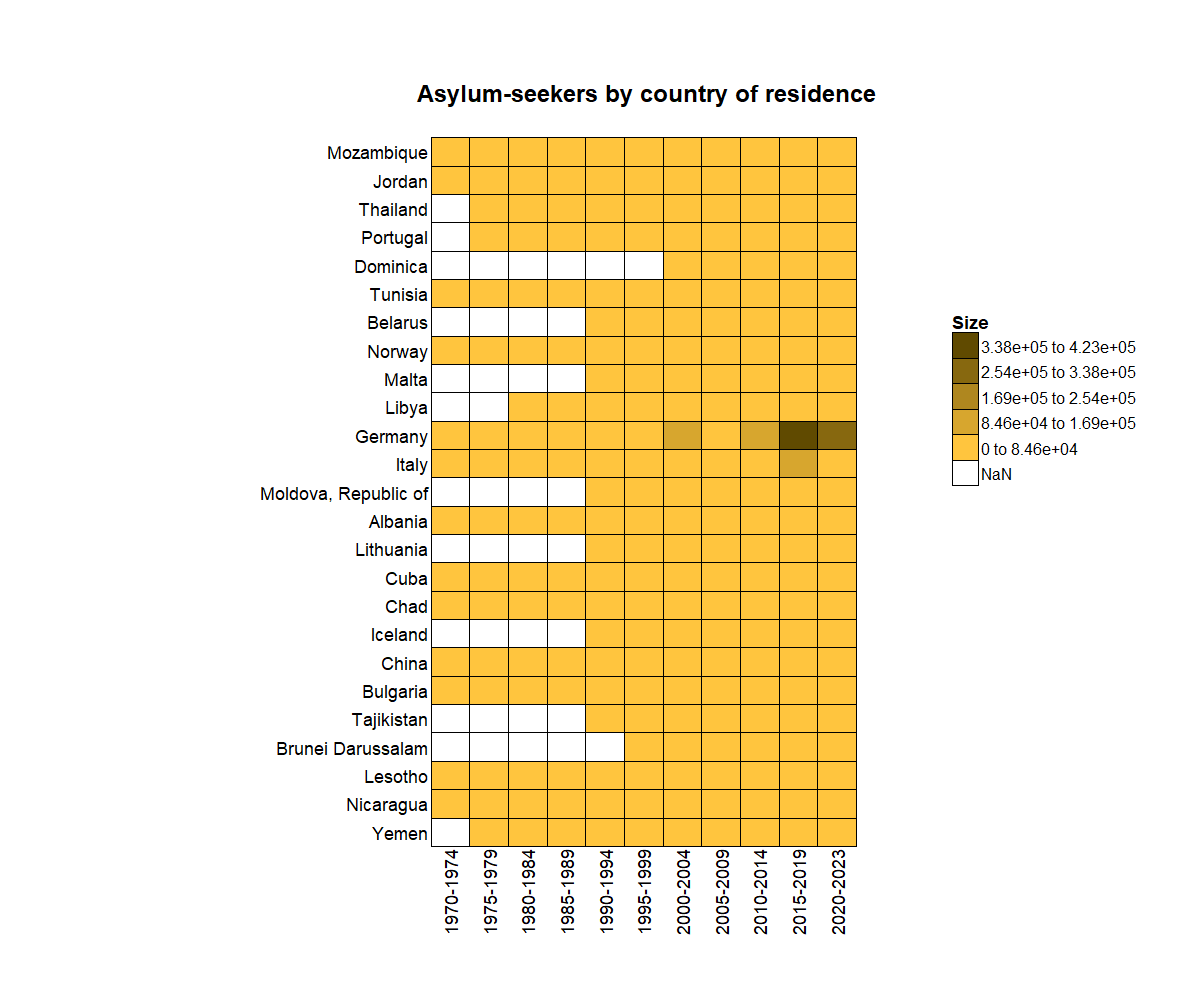 Asylum-seekers by country of residence
Mozambique
Jordan
Thailand
Portugal
Dominica
Tunisia
Belarus
Norway
Malta
Libya
Germany
Italy
Moldova, Republic of
Albania
Lithuania
Cuba
Chad
Iceland
China
Bulgaria
Tajikistan
Brunei Darussalam
Lesotho
Nicaragua
Yemen
1970-1974
1975-1979
1980-1984
1985-1989
1990-1994
1995-1999
2000-2004
2005-2009
2010-2014
2015-2019
2020-2023
Size
3.38e+05 to 4.23e+05
2.54e+05 to 3.38e+05
1.69e+05 to 2.54e+05
8.46e+04 to 1.69e+05
0 to 8.46e+04
NaN